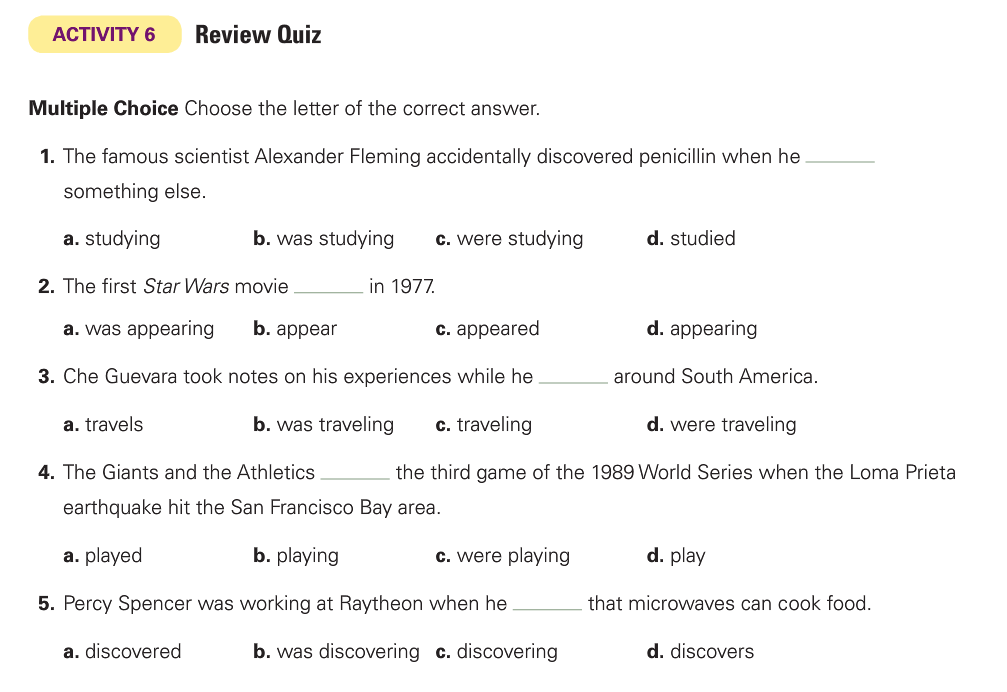 ACTIVITY 6 Review Quiz
Multiple Choice Choose the letter of the correct answer.
1. The famous scientist Alexander Fleming accidentally discovered penicillin when he ______
something else.
a. studying b. was studying c. were studying d. studied
2. The first Star Wars movie ______ in 1977.
a. was appearing b. appear c. appeared d. appearing
3. Che Guevara took notes on his experiences while he ______ around South America.
a. travels b. was traveling c. traveling d. were traveling
4. The Giants and the Athletics ______ the third game of the 1989 World Series when the Loma Prieta
earthquake hit the San Francisco Bay area.
a. played b. playing c. were playing d. play
5. Percy Spencer was working at Raytheon when he ______ that microwaves can cook food.
a. discovered b. was discovering c. discovering d. discovers